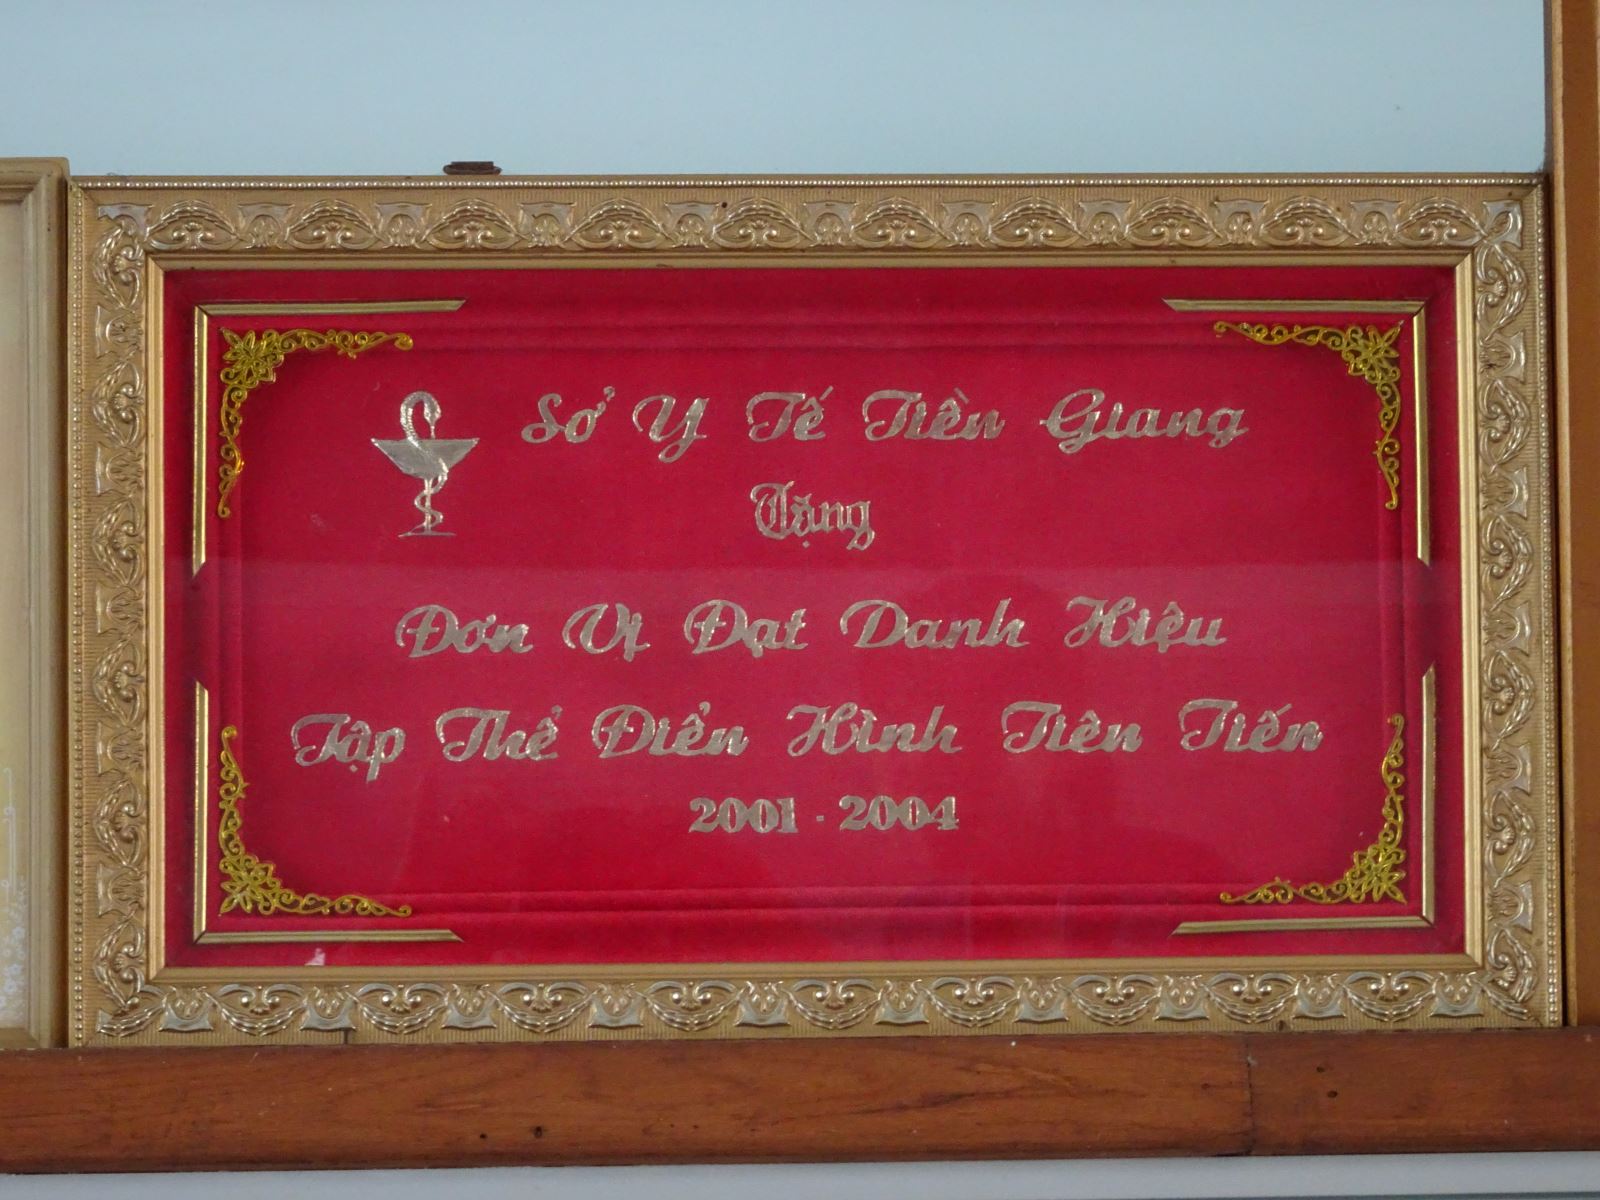 Sở Y Tế Tiền Giang
Tặng
Đơn Vị Đạt Danh Hiệu
Tập Thể Điển Hình Tiên Tiến
2001 - 2004